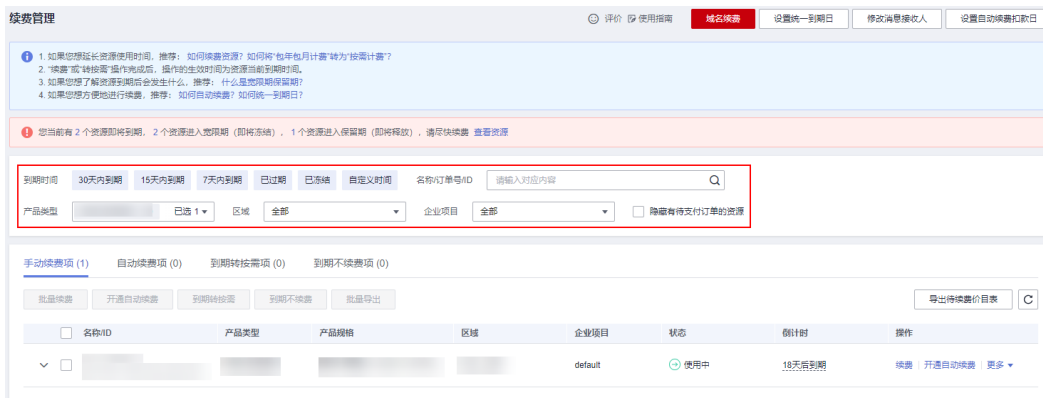 续费管理 评价 使用指南 域名续费 设置统一到期日 修改消息接收人 设置自动续费扣款日
1. 如果您想延长资源使用时间，推荐： 如何续费资源？如何将“包年包月计费”转为“按需计费”？
2. “续费”或“转按需”操作完成后，操作的生效时间为资源当前到期时间。
3. 如果您想了解资源到期后会发生什么，推荐： 什么是宽限期保留期？
4. 如果您想方便地进行续费，推荐： 如何自动续费？如何统一到期日？
您当前有 2 个资源即将到期， 2 个资源进入宽限期（即将冻结）， 1 个资源进入保留期（即将释放），请尽快续费 查看资源
到期时间 30天内到期 15天内到期 7天内到期 已过期 已冻结 自定义时间 名称/订单号/ID 请输入对应内容
产品类型 已选 1 区域 全部 企业项目 全部 隐藏有待支付订单的资源
手动续费项 (1) 自动续费项 (0) 到期转按需项 (0) 到期不续费项 (0)
批量续费 开通自动续费 到期转按需 到期不续费 批量导出 导出待续费价目表
名称/ID 产品类型 产品规格 区域 企业项目 状态 倒计时 操作
default 使用中 18天后到期 续费 开通自动续费 更多